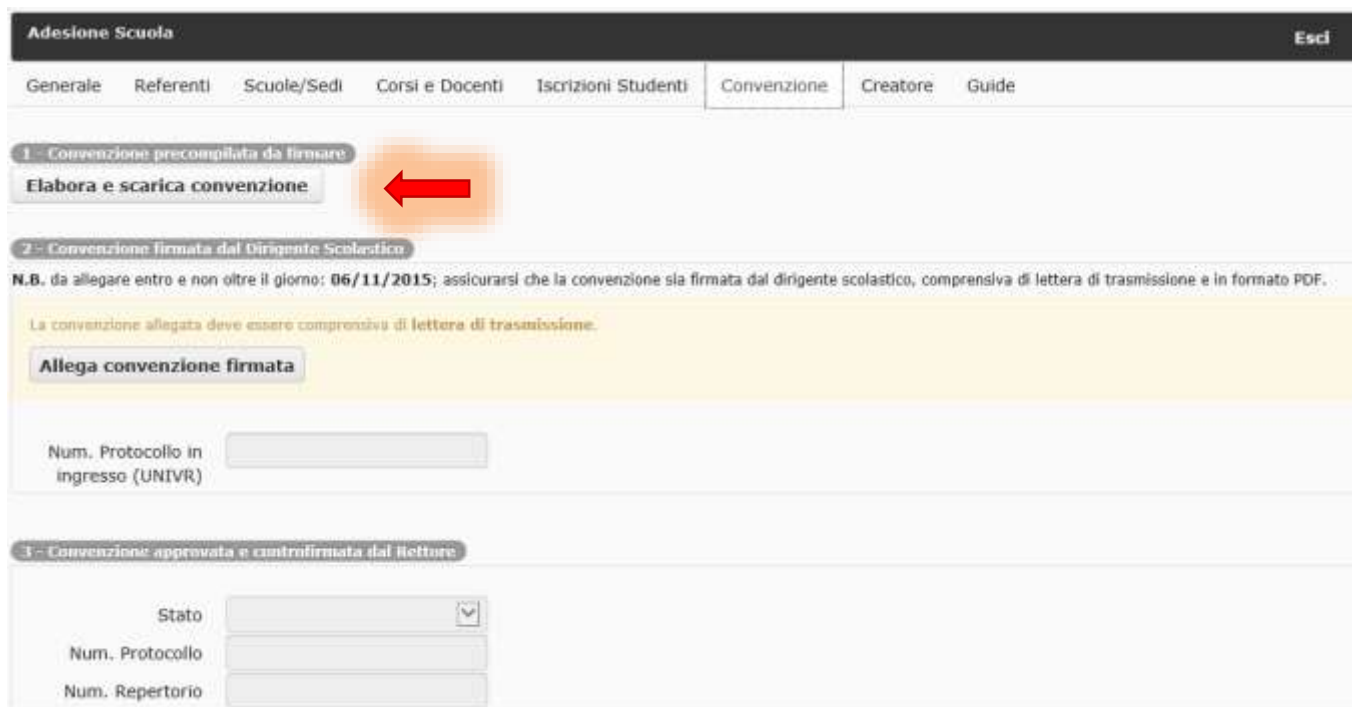 Adesione Scuola Esci
Generale Referenti Scuole/Sedi Corsi e Docenti Iscrizioni Studenti Convenzione Creatore Guide
1 - Convenzione precompilata da firmare
Elabora e scarica convenzione
2 - Convenzione firmata dal Dirigente Scolastico
N.B. da allegare entro e non oltre il giorno: 06/11/2015; assicurarsi che la convenzione sia firmata dal dirigente scolastico, comprensiva di lettera di trasmissione e in formato PDF.
La convenzione allegata deve essere comprensiva di lettera di trasmissione.
Allega convenzione firmata
Num. Protocollo in
ingresso (UNIVR)
3 - Convenzione approvata e controfirmata dal Rettore
Stato
Num. Protocollo
Num. Repertorio